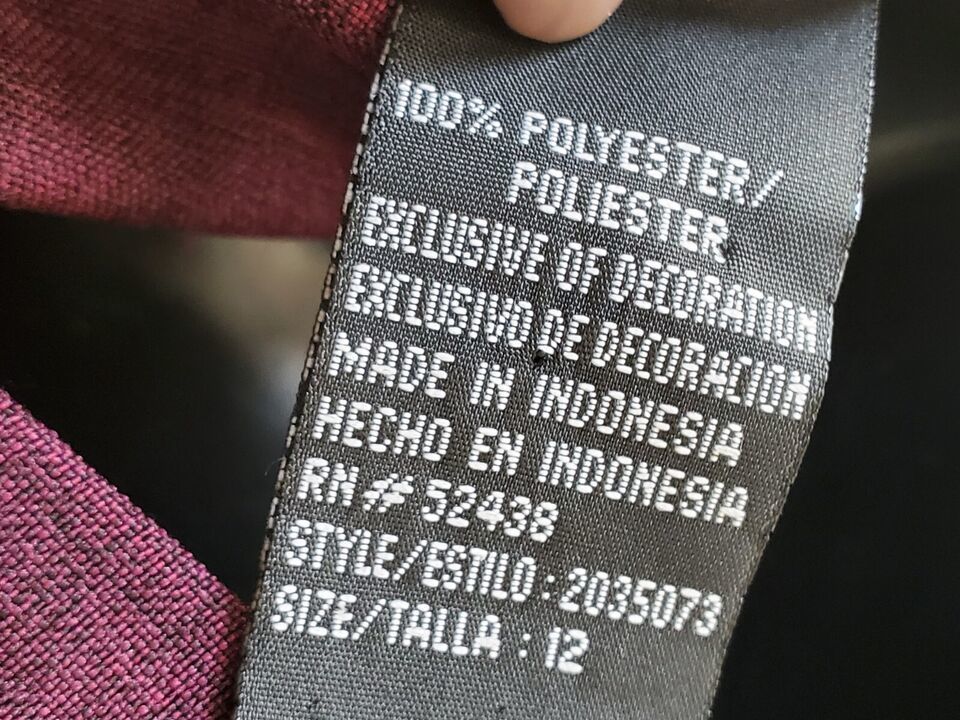 100% POLYESTER/
POLIESTER
EXCLUSIVE OF DECORATION
EXCLUSIVO DE DECORACION
MADE IN INDONESIA
HECHO EN INDONESIA
RN# 52438
STYLE/ESTILO : 2035073
SIZE/TALLA : 12